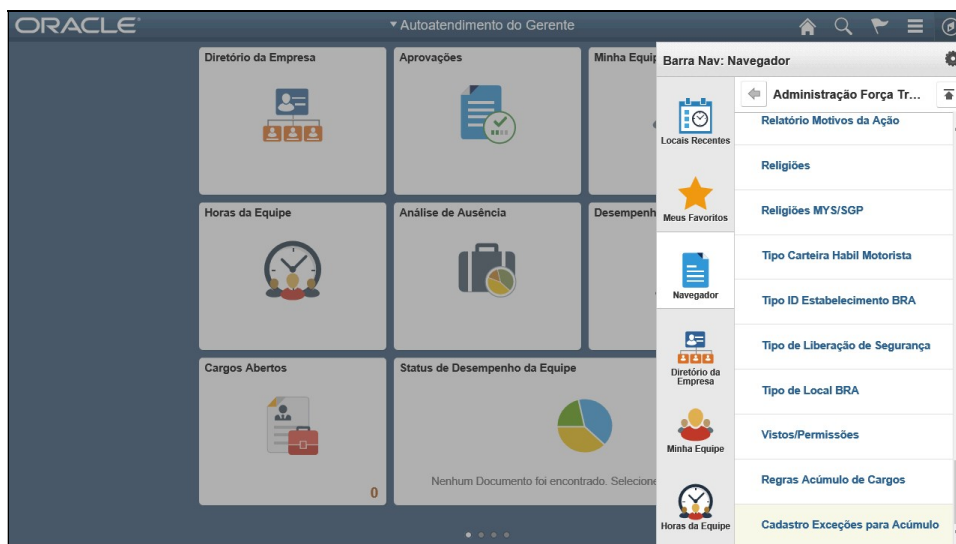 ORACLE
Autoatendimento do Gerente
Diretório da Empresa
Aprovações
Minha Equip
Barra Nav: Navegador
Administração Força Tr...
Locais Recentes
Relatório Motivos da Ação
Religiões
Meus Favoritos
Religiões MYS/SGP
Horas da Equipe
Análise de Ausência
Desempenh
Tipo Carteira Habil Motorista
Navegador
Tipo ID Estabelecimento BRA
Tipo de Liberação de Segurança
Diretório da
Empresa
Cargos Abertos
Status de Desempenho da Equipe
Tipo de Local BRA
Minha Equipe
Vistos/Permissões
Nenhum Documento foi encontrado. Selecione
Regras Acúmulo de Cargos
0
Horas da Equipe
Cadastro Exceções para Acúmulo